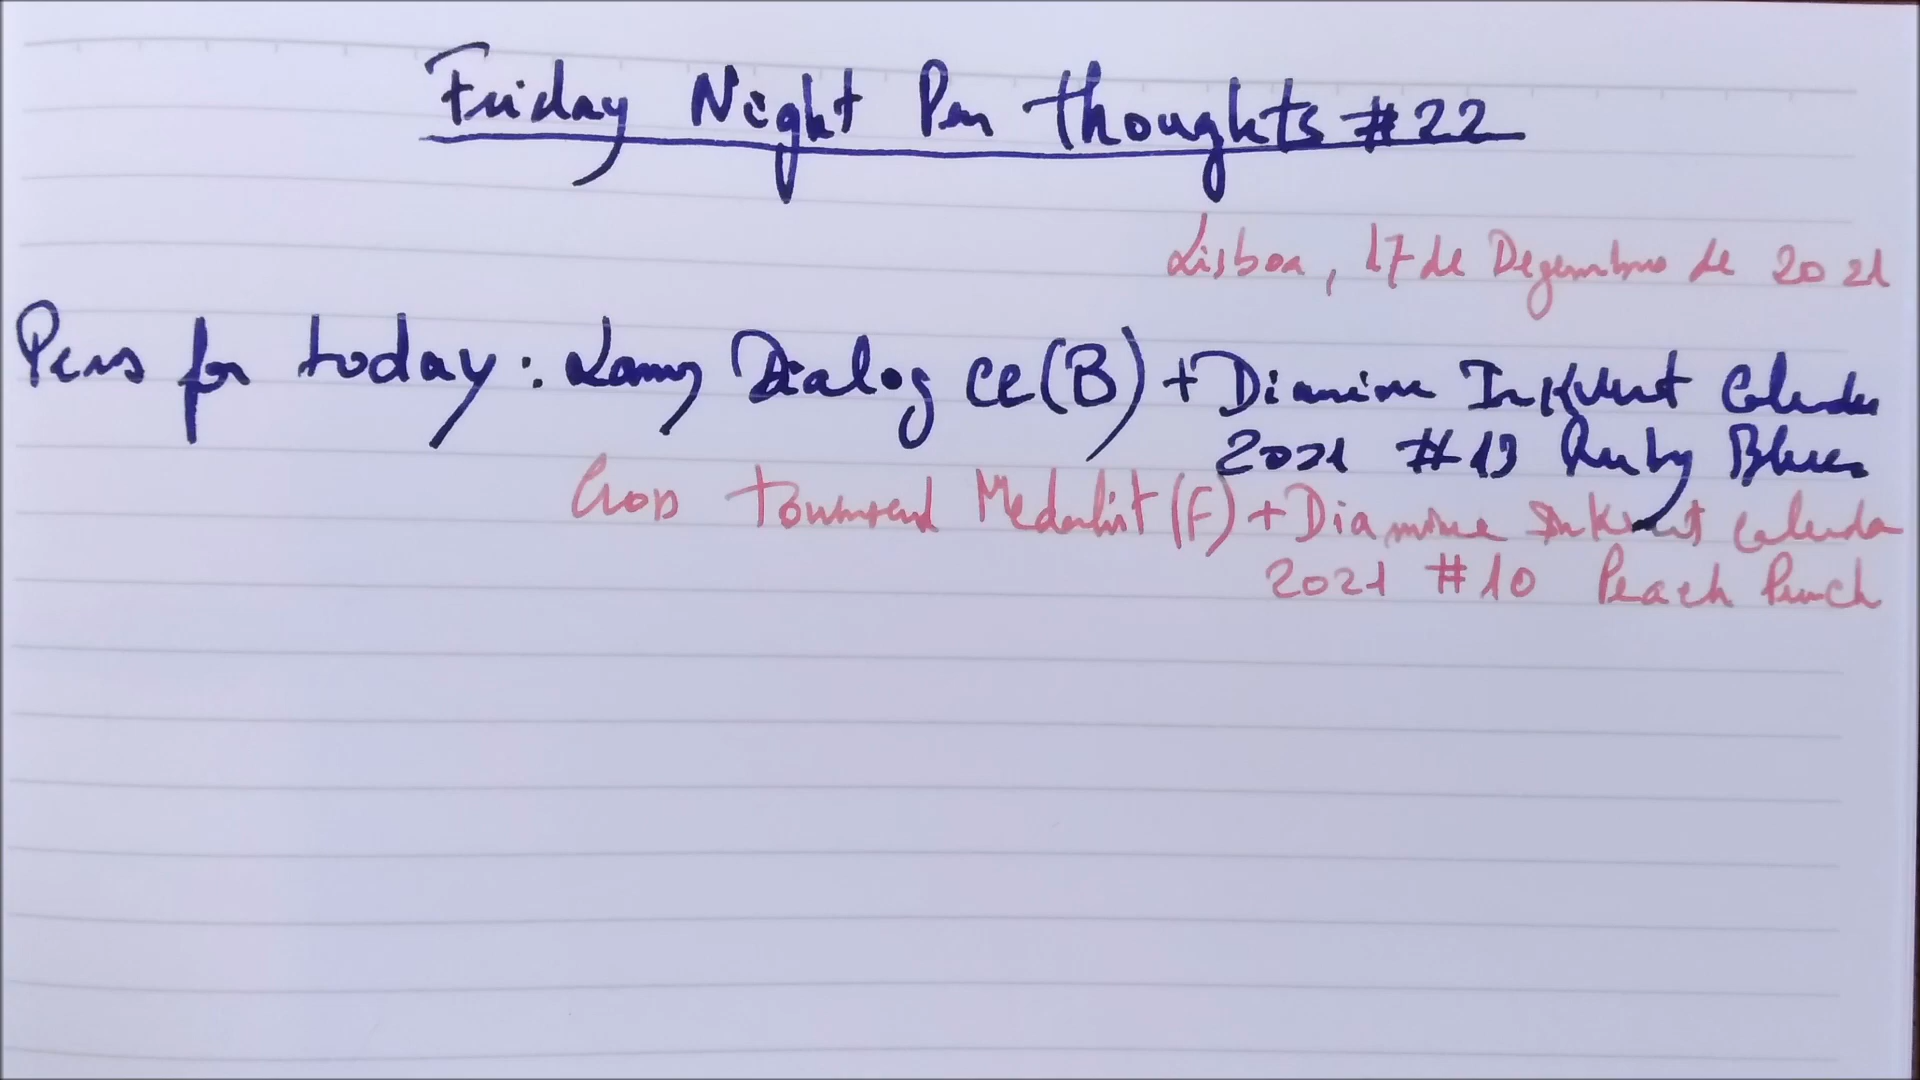 Friday Night Pen Thoughts #22
Lisboa, 17 de Dezembro de 2021
Pens for today: Lamy Dialog CC (B) + Diamine InkVent Calendar
2021 #13 Ruby Blues
Cross Townsend Medalist (F) + Diamine InkVent Calendar
2021 #10 Peach Punch